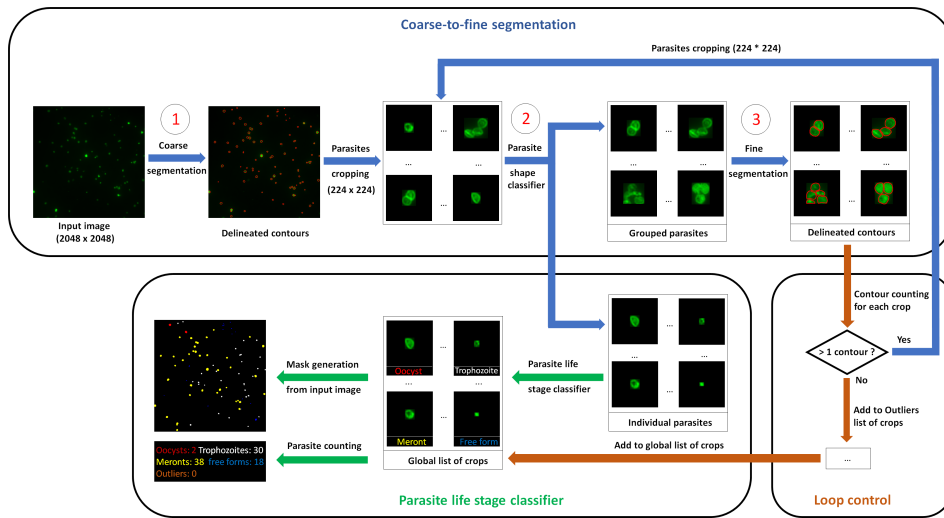 Coarse-to-fine segmentation
Parasites cropping (224 * 224)
1
Coarse
segmentation
Input image
(2048 x 2048)
Delineated contours
Parasites
cropping
(224 x 224)
...
...
...
...
2
Parasite
shape
classifier
...
...
...
...
Grouped parasites
3
Fine
segmentation
...
...
...
...
Delineated contours
Contour counting
for each crop
> 1 contour ?
Yes
No
Add to Outliers
list of crops
...
Loop control
...
...
...
...
Individual parasites
Parasite life
stage classifier
...
Oocyst
Trophozoite
...
...
...
Meront
Free form
Global list of crops
Add to global list of crops
Mask generation
from input image
Parasite counting
Oocysts: 2 Trophozoites: 30
Meronts: 38 free forms: 18
Outliers: 0
Parasite life stage classifier